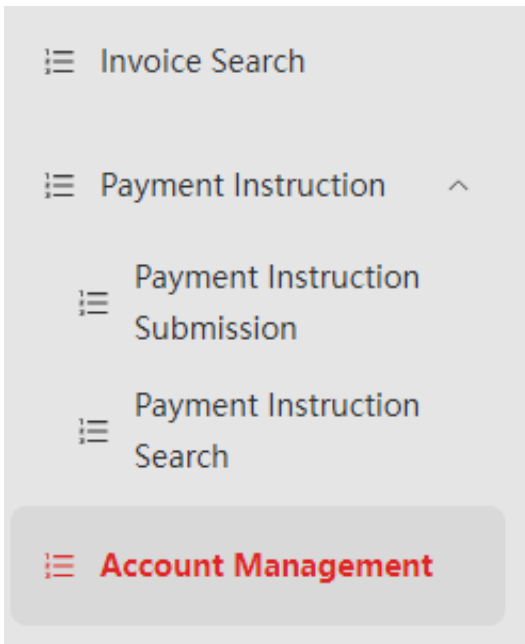 Invoice Search
Payment Instruction
Payment Instruction
Submission
Payment Instruction
Search
Account Management